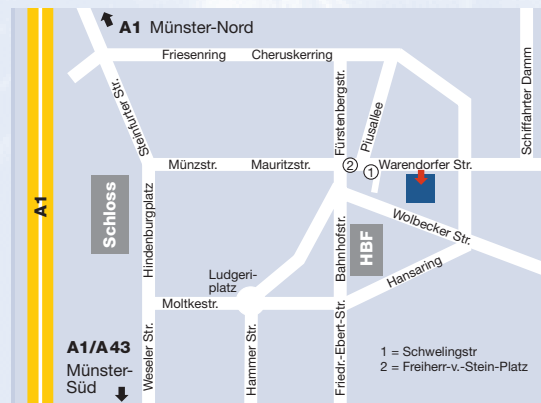 A1 Münster-Nord
Friesenring
Cheruskerring
Steinfurter Str.
Fürstenbergstr.
Piusallee
Schiffahrter Damm
Münzstr.
Mauritzstr.
2
1
Warendorfer Str.
A1
Schloss
Hindenburgplatz
Bahnhofstr.
HBF
Wolbecker Str.
Hansaring
Ludgeri-
platz
Moltkestr.
A1/A43
Münster-
Süd
Weseler Str.
Hammer Str.
Friedr.-Ebert-Str.
1 = Schwelingstr
2 = Freiherr-v.-Stein-Platz